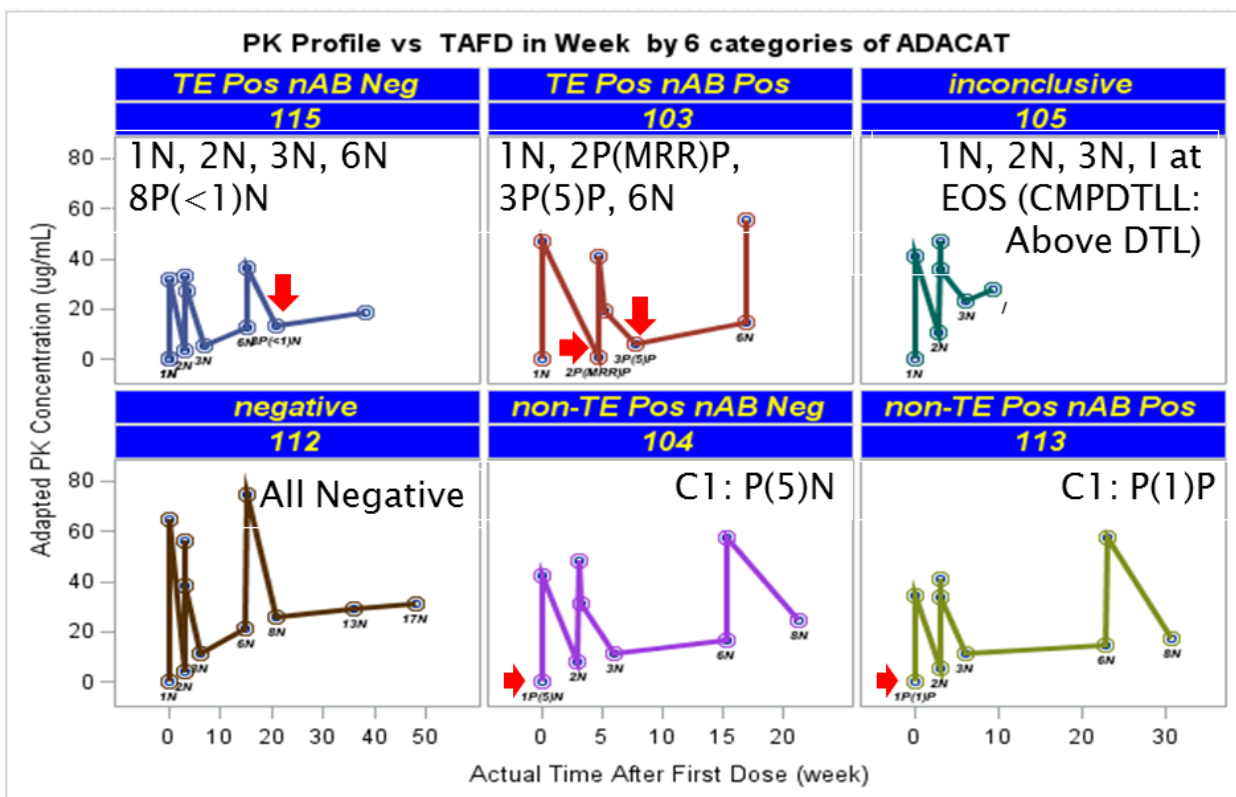 PK Profile vs TAFD in Week by 6 categories of ADACAT
TE Pos nAB Neg
115
1N, 2N, 3N, 6N
8P(<1)N
1N
2N
3N
6N
8P(<1)N
TE Pos nAB Pos
103
1N, 2P(MRR)P,
3P(5)P, 6N
1N
2P(MRR)P
3P(5)P
6N
inconclusive
105
1N, 2N, 3N, I at
EOS (CMPDTLL:
Above DTL)
1N
2N
3N
/
negative
112
All Negative
1N
2N
3N
6N
8N
13N
17N
non-TE Pos nAB Neg
104
C1: P(5)N
1P(5)N
2N
3N
6N
8N
non-TE Pos nAB Pos
113
C1: P(1)P
1P(1)P
2N
3N
6N
8N
Adapted PK Concentration (ug/mL)
80
60
40
20
0
80
60
40
20
0
0 10 20 30 40 50
0 5 10 15 20
0 10 20 30
Actual Time After First Dose (week)